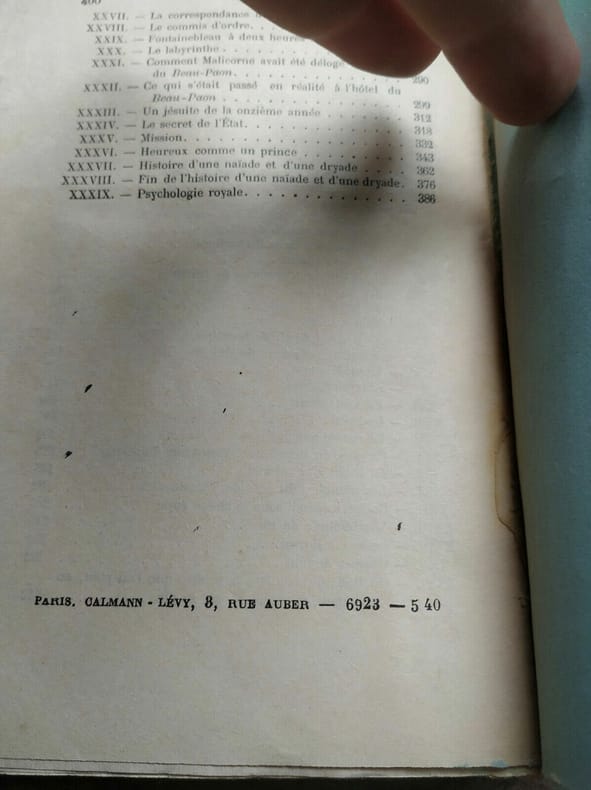 400
XXVII. — La correspondance
XXVIII. — Le commis d'ordre. . .
XXIX. — Fontainebleau à deux heures
XXX. — Le labyrinthe . . . . . . .
XXXI. — Comment Malicorne avait été délogé
du Beau-Paon. . . . . . . . . . . . . 290
XXXII. — Ce qui s'était passé en réalité à l'hôtel du
Beau-Paon . . . . . . . . . . . . . . 299
XXXIII. — Un jésuite de la onzième année . . . . . 312
XXXIV. — Le secret de l'État. . . . . . . . . . . . 318
XXXV. — Mission. . . . . . . . . . . . . . . . . 332
XXXVI. — Heureux comme un prince . . . . . . . . 343
XXXVII. — Histoire d'une naïade et d'une dryade . . . . 362
XXXVIII. — Fin de l'histoire d'une naïade et d'une dryade. 376
XXXIX. — Psychologie royale. . . . . . . . . . . . . 386
PARIS. CALMANN - LÉVY, 3, RUE AUBER — 6923 — 5 40